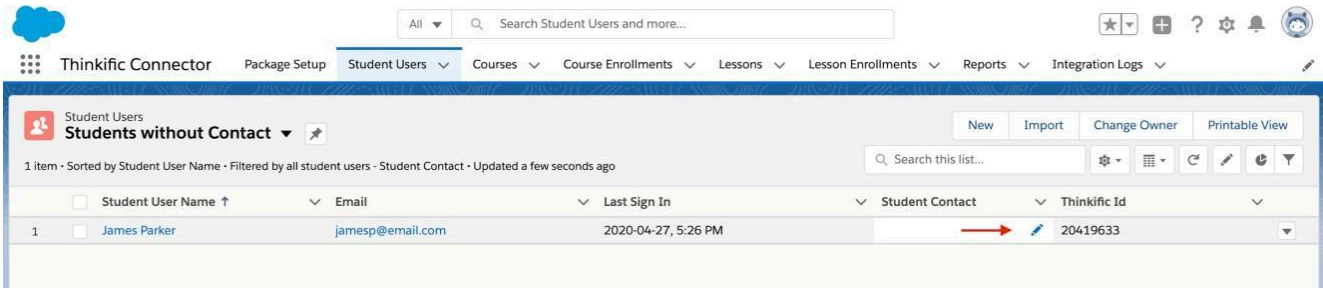 All Search Student Users and more...
Thinkific Connector Package Setup Student Users Courses Course Enrollments Lessons Lesson Enrollments Reports Integration Logs
Student Users
Students without Contact
New Import Change Owner Printable View
1 item • Sorted by Student User Name • Filtered by all student users - Student Contact • Updated a few seconds ago
Search this list...
Student User Name ↑ Email Last Sign In Student Contact Thinkific Id
1 James Parker jamesp@email.com 2020-04-27, 5:26 PM 20419633